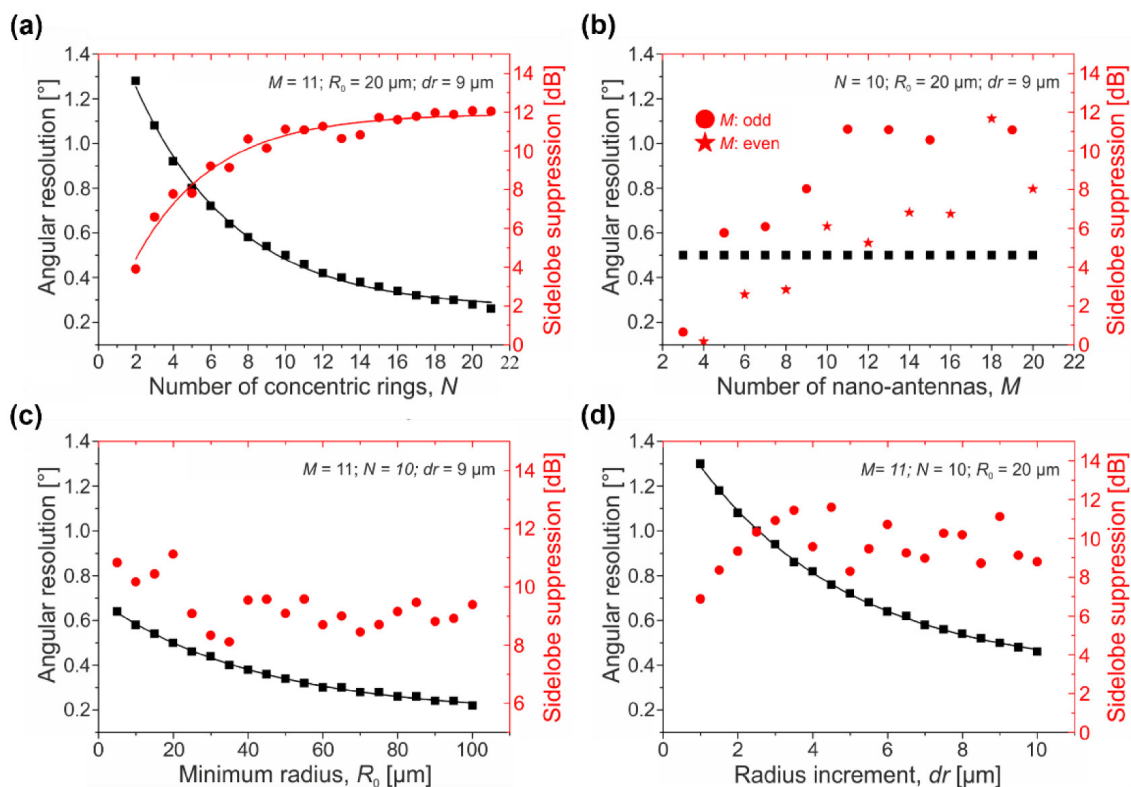 (a)
M = 11; R₀ = 20 µm; dr = 9 µm
Angular resolution [°]
1.4
1.2
1.0
0.8
0.6
0.4
0.2
0 2 4 6 8 10 12 14 16 18 20 22
Number of concentric rings, N
14
12
10
8
6
4
2
0
Sidelobe suppression [dB]
(b)
N = 10; R₀ = 20 µm; dr = 9 µm
M: odd
M: even
Angular resolution [°]
1.4
1.2
1.0
0.8
0.6
0.4
0.2
2 4 6 8 10 12 14 16 18 20 22
Number of nano-antennas, M
14
12
10
8
6
4
2
0
Sidelobe suppression [dB]
(c)
M = 11; N = 10; dr = 9 µm
Angular resolution [°]
1.4
1.2
1.0
0.8
0.6
0.4
0.2
0 20 40 60 80 100
Minimum radius, R₀ [µm]
14
12
10
8
6
Sidelobe suppression [dB]
(d)
M= 11; N = 10; R₀ = 20 µm
Angular resolution [°]
1.4
1.2
1.0
0.8
0.6
0.4
0.2
0 2 4 6 8 10
Radius increment, dr [µm]
14
12
10
8
6
4
2
0
Sidelobe suppression [dB]